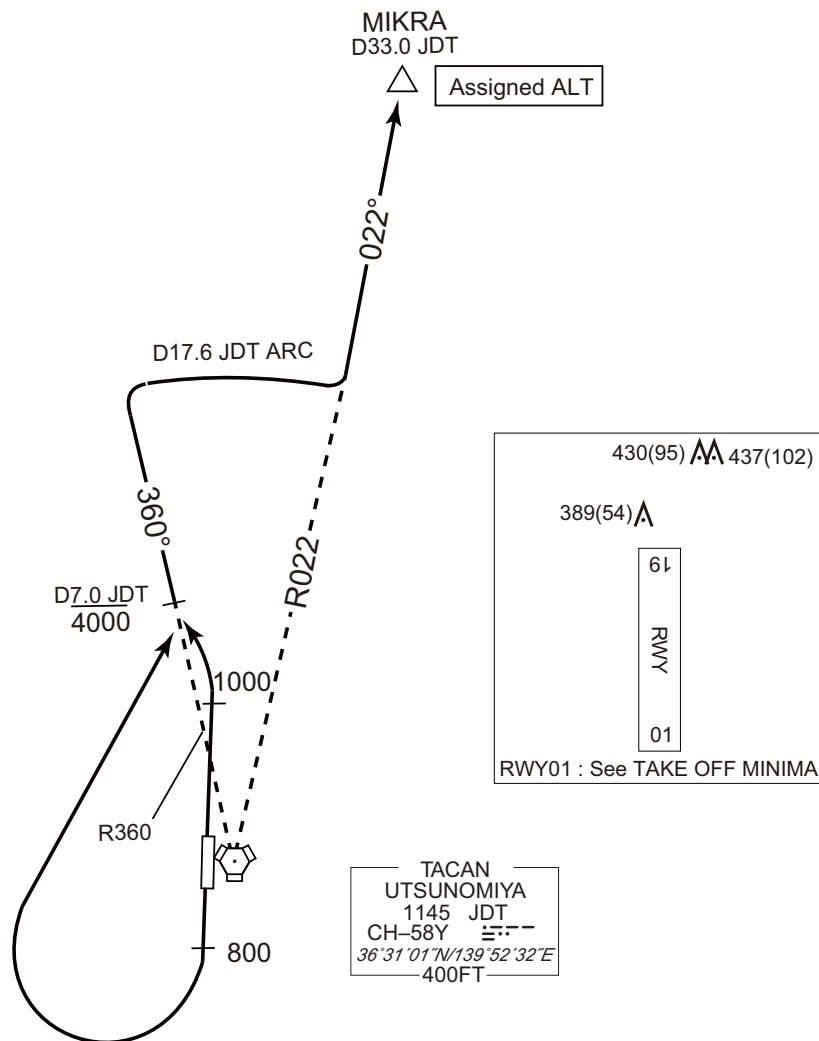 MIKRA
D33.0 JDT
Assigned ALT
022°
D17.6 JDT ARC
360°
R022
D7.0 JDT
4000
1000
R360
800
430(95)
437(102)
389(54)
19
RWY
01
RWY01 : See TAKE OFF MINIMA
TACAN
UTSUNOMIYA
1145 JDT
CH–58Y
36°31′01″N/139°52′32″E
400FT